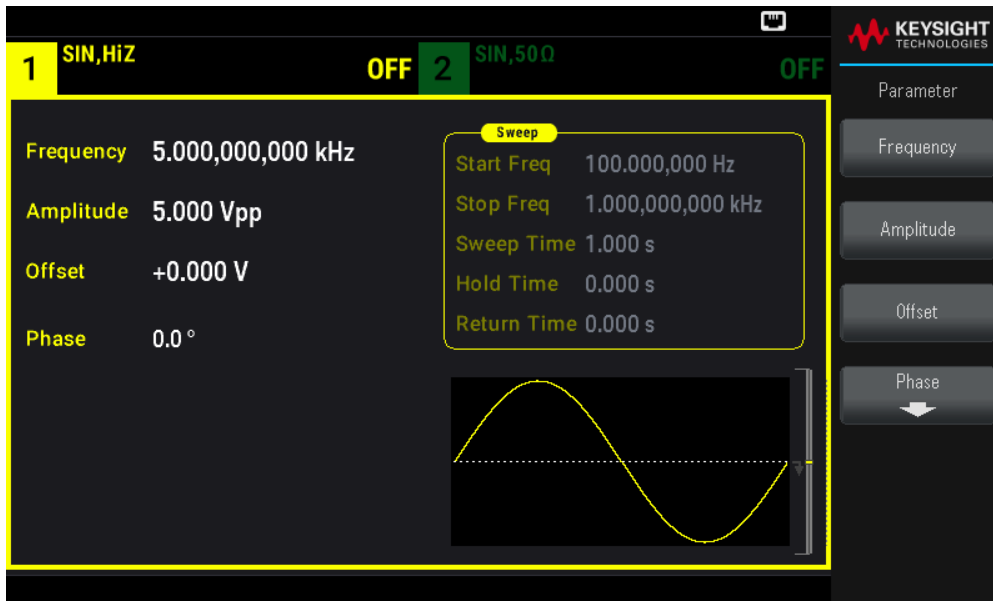 KEYSIGHT
TECHNOLOGIES
1 SIN,HiZ OFF 2 SIN,50Ω OFF
Parameter
Frequency 5.000,000,000 kHz
Amplitude 5.000 Vpp
Offset +0.000 V
Phase 0.0 °
Sweep
Start Freq 100.000,000 Hz
Stop Freq 1.000,000,000 kHz
Sweep Time 1.000 s
Hold Time 0.000 s
Return Time 0.000 s
Frequency
Amplitude
Offset
Phase